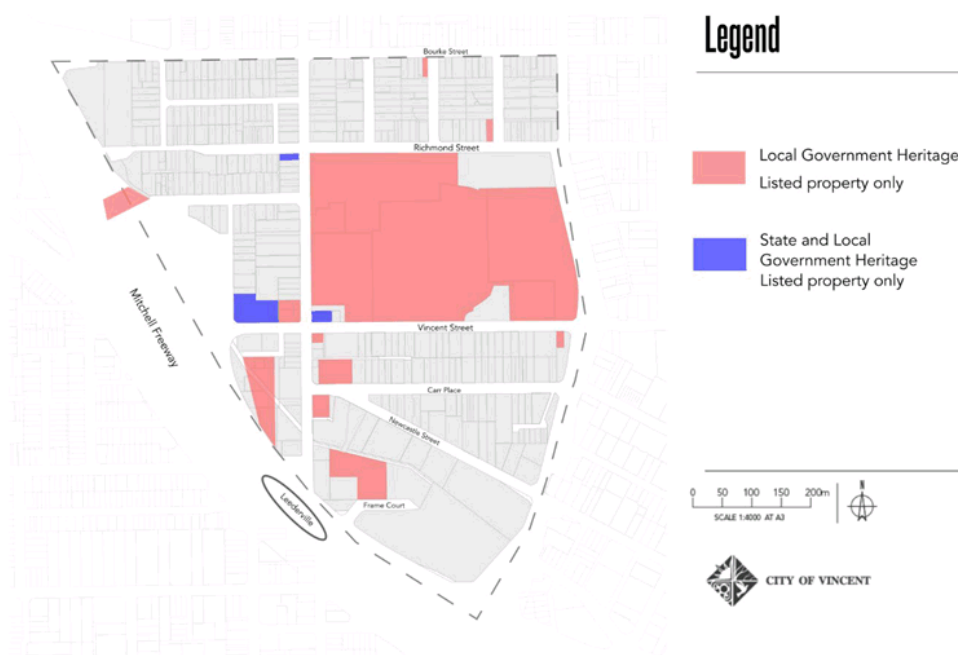 Bourke Street
Richmond Street
Mitchell Freeway
Vincent Street
Carr Place
Newcastle Street
Leederville
Frame Court
Legend
Local Government Heritage
Listed property only
State and Local
Government Heritage
Listed property only
0 50 100 150 200m
SCALE 1:4000 AT A3
N
CITY OF VINCENT